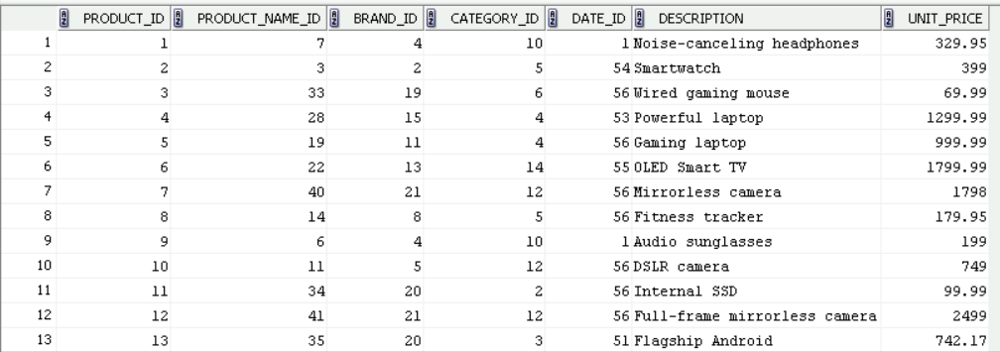 PRODUCT_ID PRODUCT_NAME_ID BRAND_ID CATEGORY_ID DATE_ID DESCRIPTION UNIT_PRICE
1 1 7 4 10 1 Noise-canceling headphones 329.95
2 2 3 2 5 54 Smartwatch 399
3 3 33 19 6 56 Wired gaming mouse 69.99
4 4 28 15 4 53 Powerful laptop 1299.99
5 5 19 11 4 56 Gaming laptop 999.99
6 6 22 13 14 55 OLED Smart TV 1799.99
7 7 40 21 12 56 Mirrorless camera 1798
8 8 14 8 5 56 Fitness tracker 179.95
9 9 6 4 10 1 Audio sunglasses 199
10 10 11 5 12 56 DSLR camera 749
11 11 34 20 2 56 Internal SSD 99.99
12 12 41 21 12 56 Full-frame mirrorless camera 2499
13 13 35 20 3 51 Flagship Android 742.17